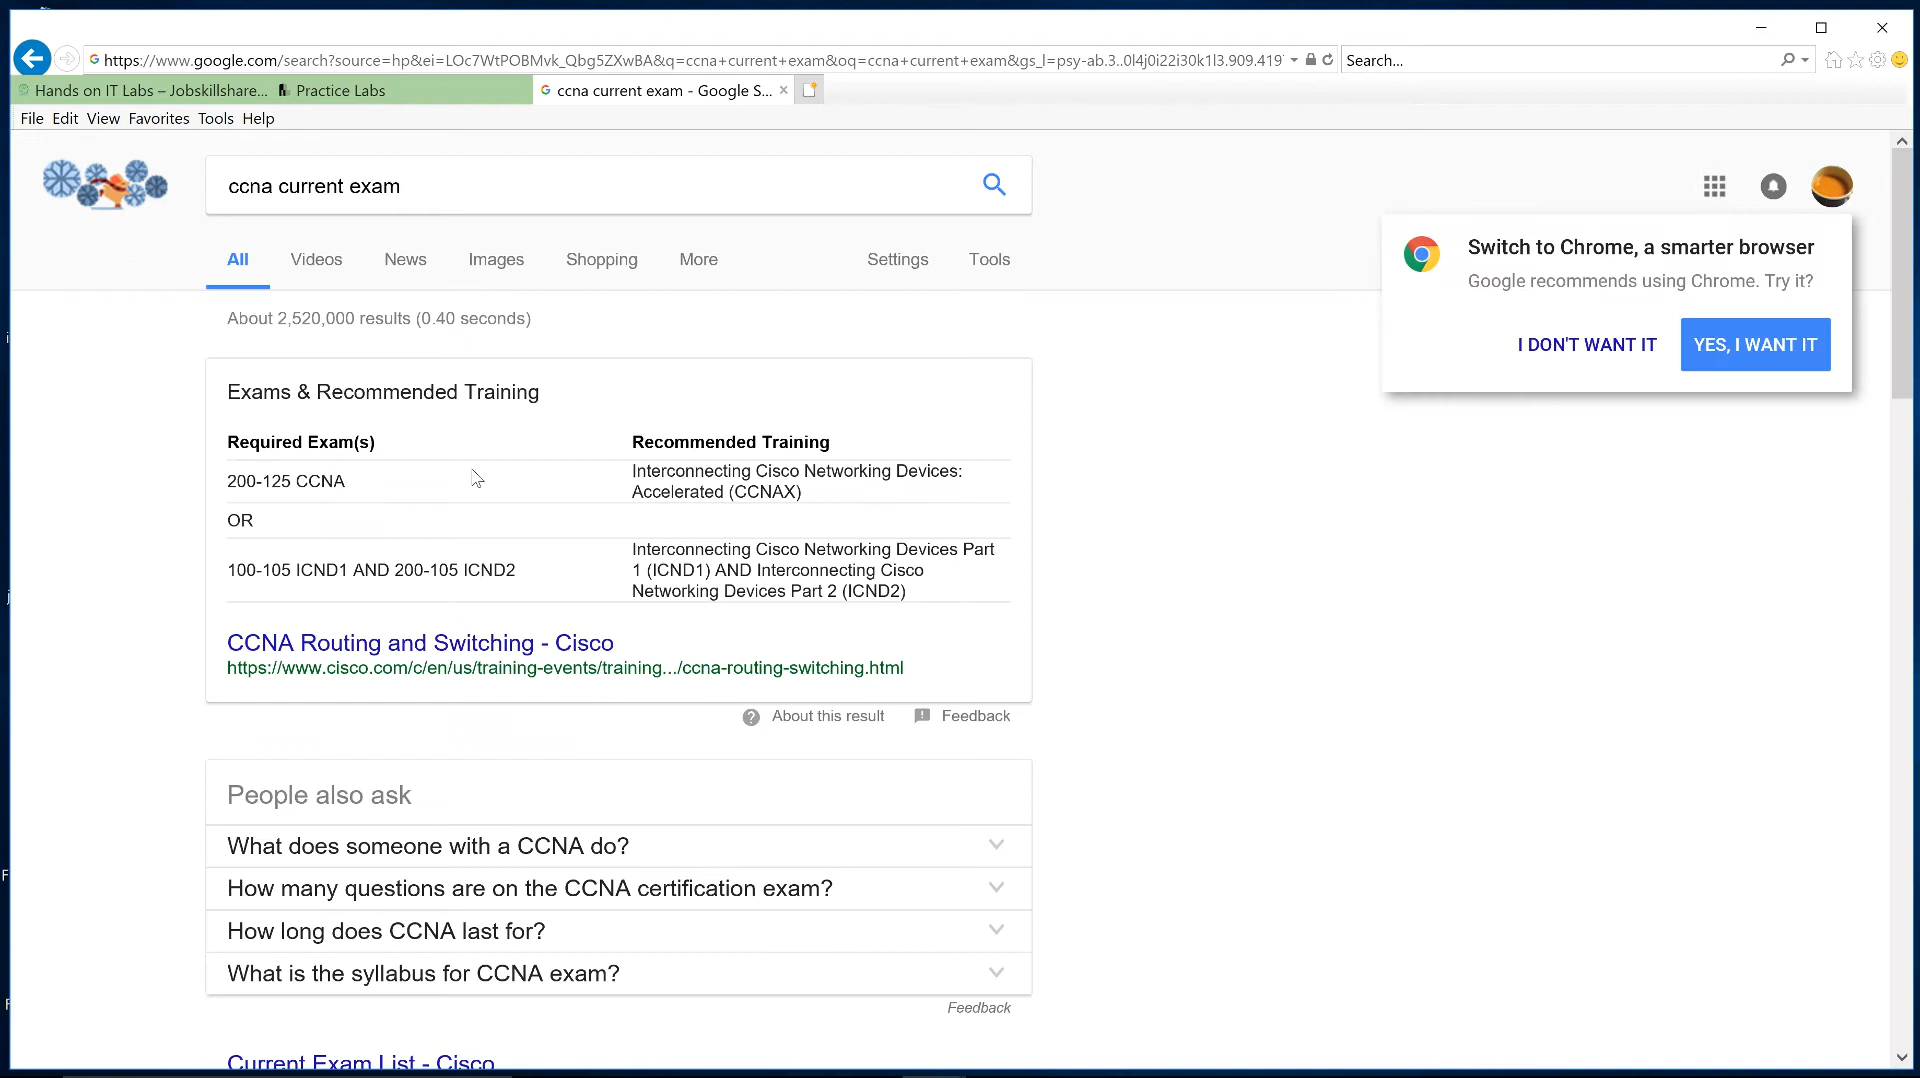 https://www.google.com/search?source=hp&ei=LOc7WtPOBMvk_Qbg5ZXwBA&q=ccna+current+exam&oq=ccna+current+exam&gs_l=psy-ab.3..0l4j0i22i30k1l3.909.419
Search...
Hands on IT Labs – Jobskillshare...
Practice Labs
ccna current exam - Google S...
File Edit View Favorites Tools Help
ccna current exam
All Videos News Images Shopping More Settings Tools
Switch to Chrome, a smarter browser
Google recommends using Chrome. Try it?
I DON'T WANT IT YES, I WANT IT
About 2,520,000 results (0.40 seconds)
Exams & Recommended Training
Required Exam(s) Recommended Training
200-125 CCNA
Interconnecting Cisco Networking Devices:
Accelerated (CCNAX)
OR
100-105 ICND1 AND 200-105 ICND2
Interconnecting Cisco Networking Devices Part
1 (ICND1) AND Interconnecting Cisco
Networking Devices Part 2 (ICND2)
CCNA Routing and Switching - Cisco
https://www.cisco.com/c/en/us/training-events/training.../ccna-routing-switching.html
About this result Feedback
People also ask
What does someone with a CCNA do?
How many questions are on the CCNA certification exam?
How long does CCNA last for?
What is the syllabus for CCNA exam?
Feedback
Current Exam List - Cisco